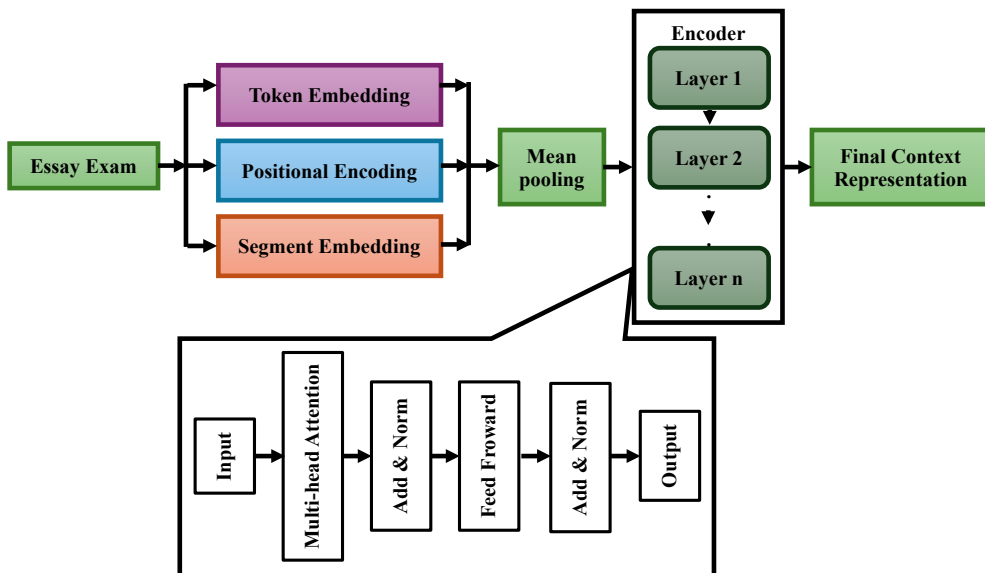 Encoder
Layer 1
Token Embedding
Essay Exam
Positional Encoding
Mean
pooling
Layer 2
Final Context
Representation
Segment Embedding
Layer n
Input
Multi-head Attention
Add & Norm
Feed Froward
Add & Norm
Output